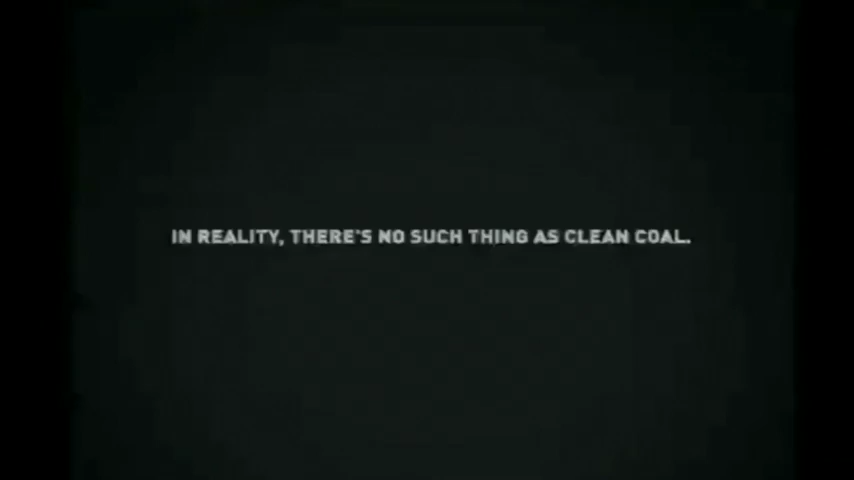 IN REALITY, THERE'S NO SUCH THING AS CLEAN COAL.